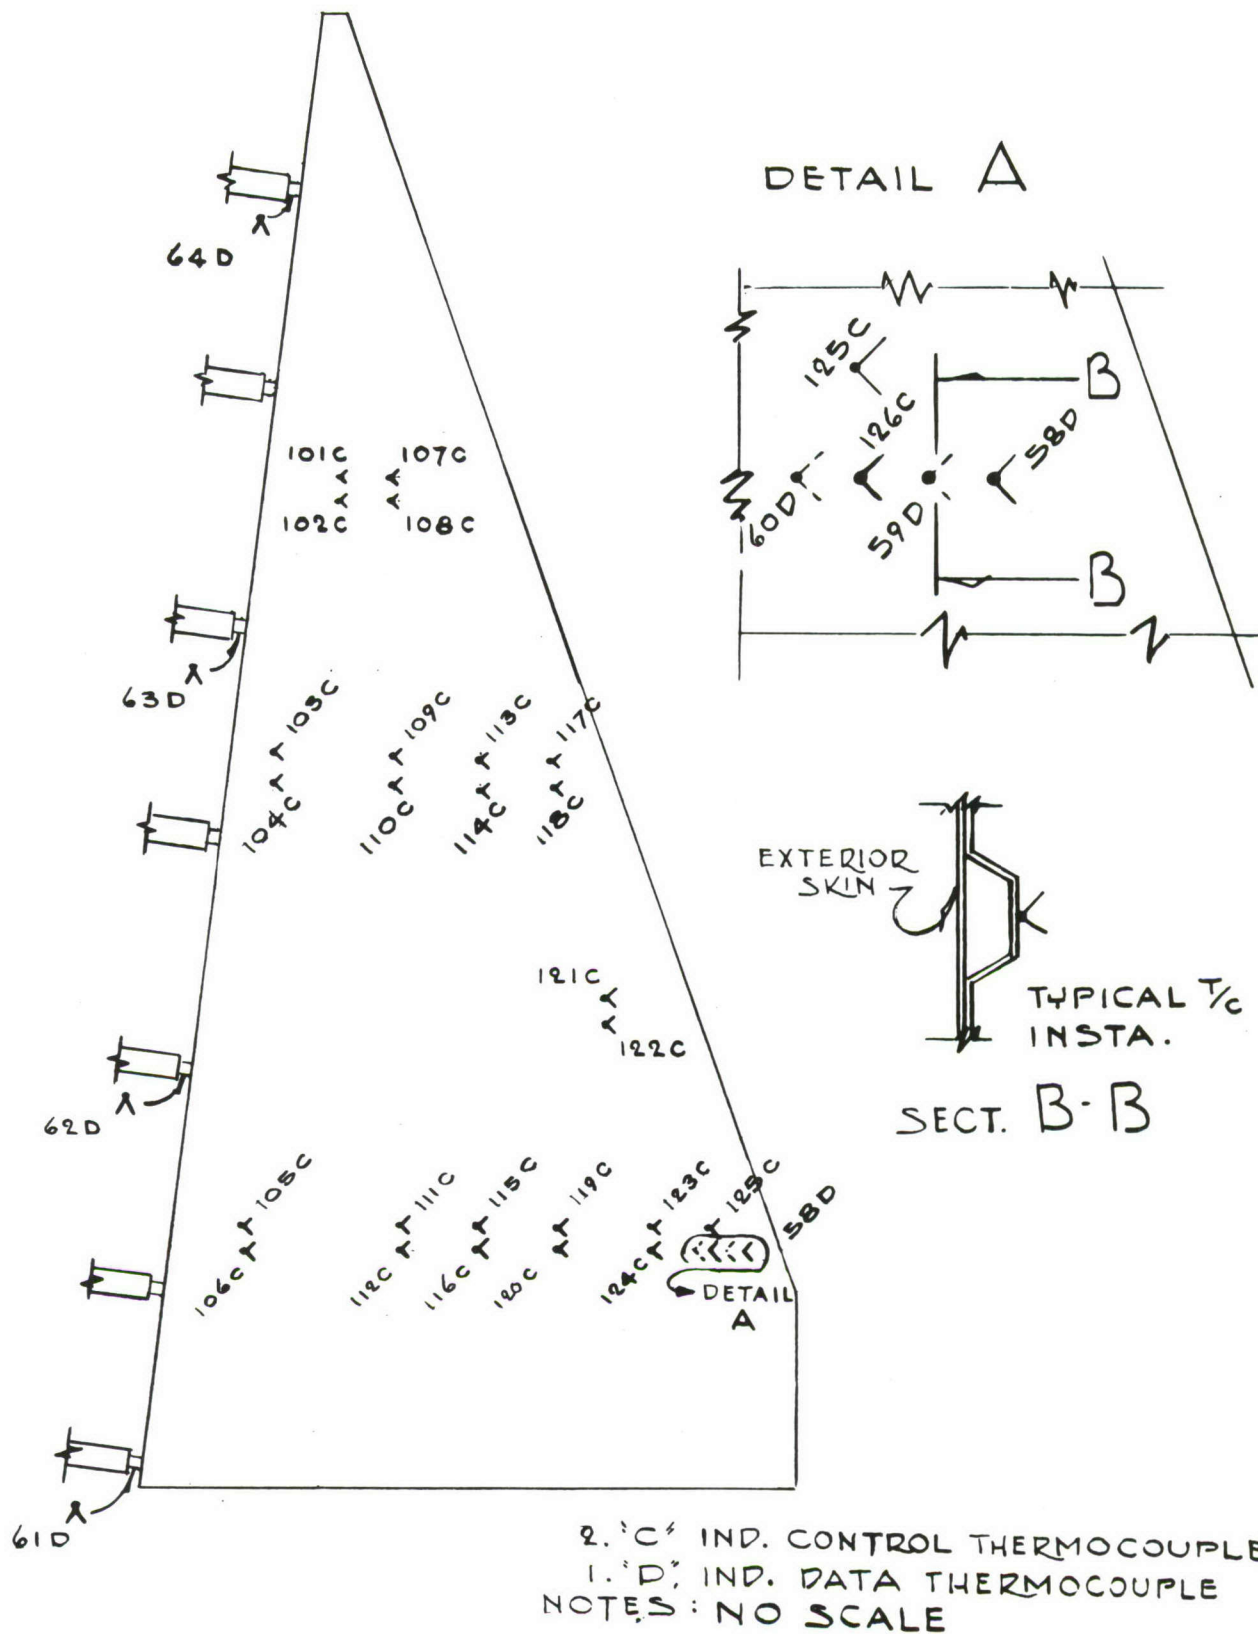 DETAIL A
64D
125C
B
126C
58D
101C
107C
102C
108C
60D
59D
B
63D
103C
109C
113C
117C
104C
110C
114C
118C
EXTERIOR
SKIN
121C
122C
TYPICAL T/C
INSTA.
62D
SECT. B-B
105C
111C
115C
119C
123C
125C
58D
106C
112C
116C
120C
124C
DETAIL
A
61D
2. "C" IND. CONTROL THERMOCOUPLE
1. "D" IND. DATA THERMOCOUPLE
NOTES: NO SCALE